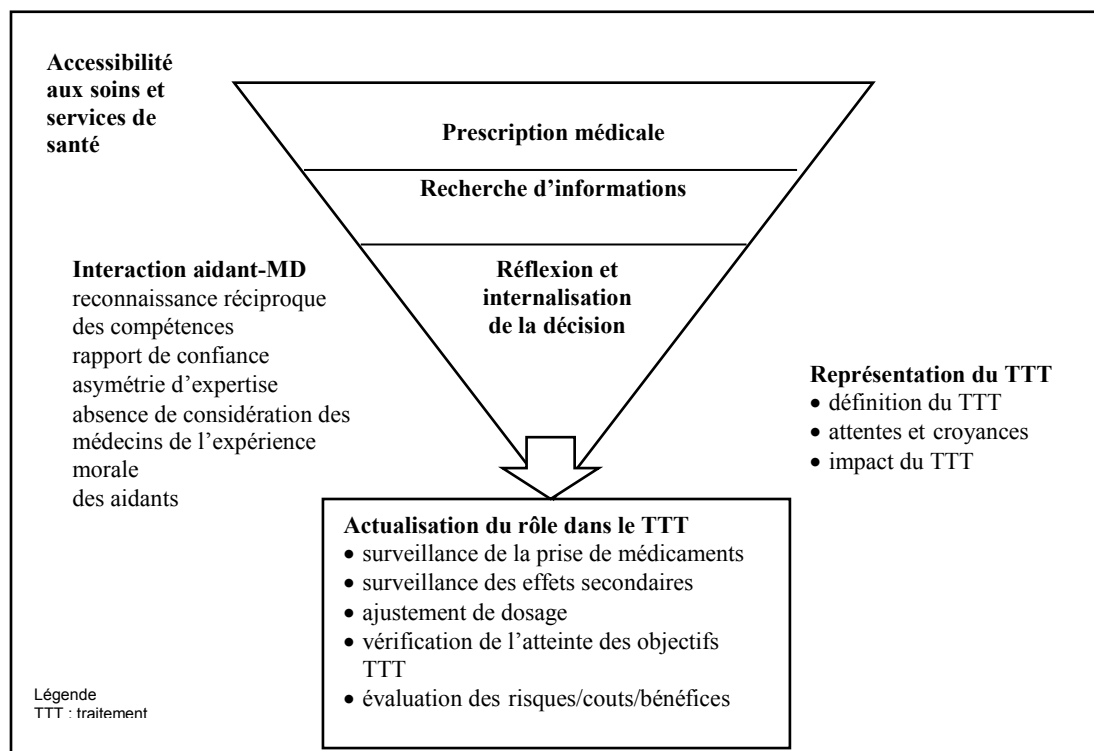 Accessibilité
aux soins et
services de
santé
Prescription médicale
Recherche d'informations
Réflexion et
internalisation
de la décision
Interaction aidant-MD
reconnaissance réciproque
des compétences
rapport de confiance
asymétrie d'expertise
absence de considération des
médecins de l'expérience
morale
des aidants
Représentation du TTT
• définition du TTT
• attentes et croyances
• impact du TTT
Actualisation du rôle dans le TTT
• surveillance de la prise de médicaments
• surveillance des effets secondaires
• ajustement de dosage
• vérification de l'atteinte des objectifs
TTT
• évaluation des risques/couts/bénéfices
Légende
TTT : traitement